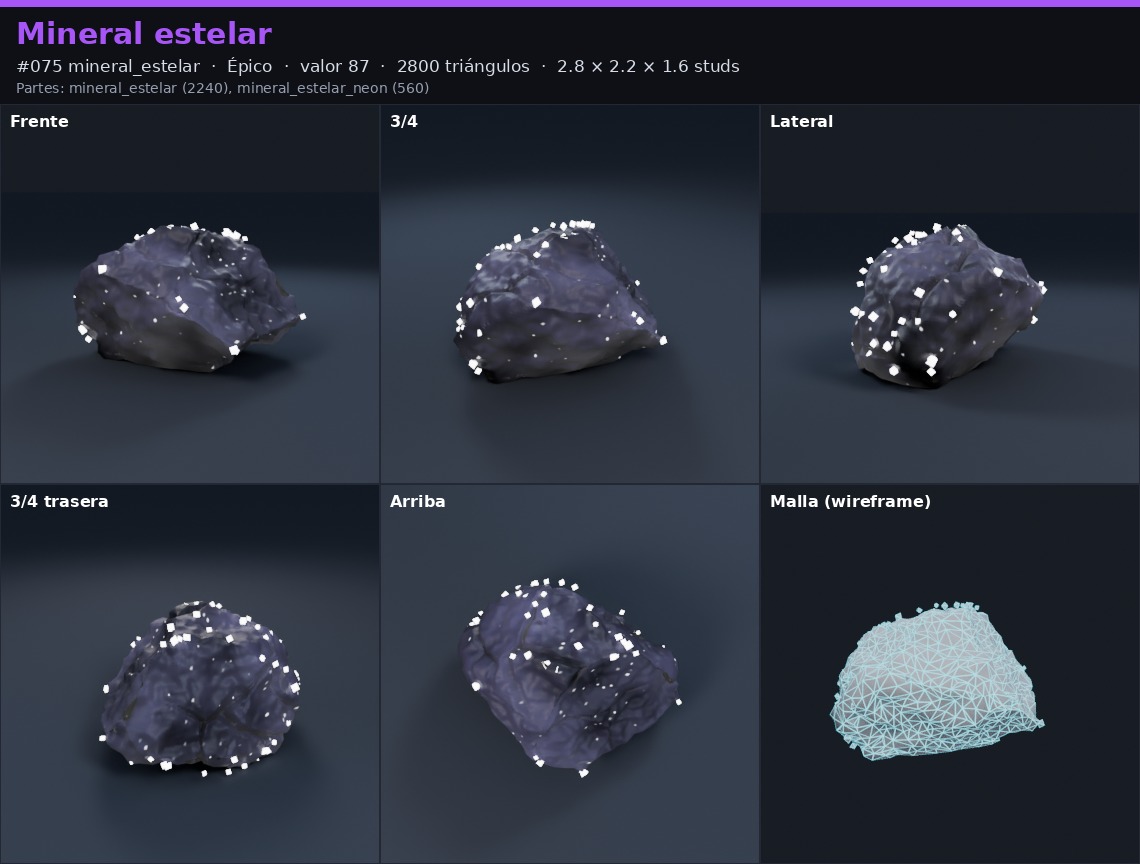 Mineral estelar
#075 mineral_estelar · Épico · valor 87 · 2800 triángulos · 2.8 × 2.2 × 1.6 studs
Partes: mineral_estelar (2240), mineral_estelar_neon (560)
Frente
3/4
Lateral
3/4 trasera
Arriba
Malla (wireframe)